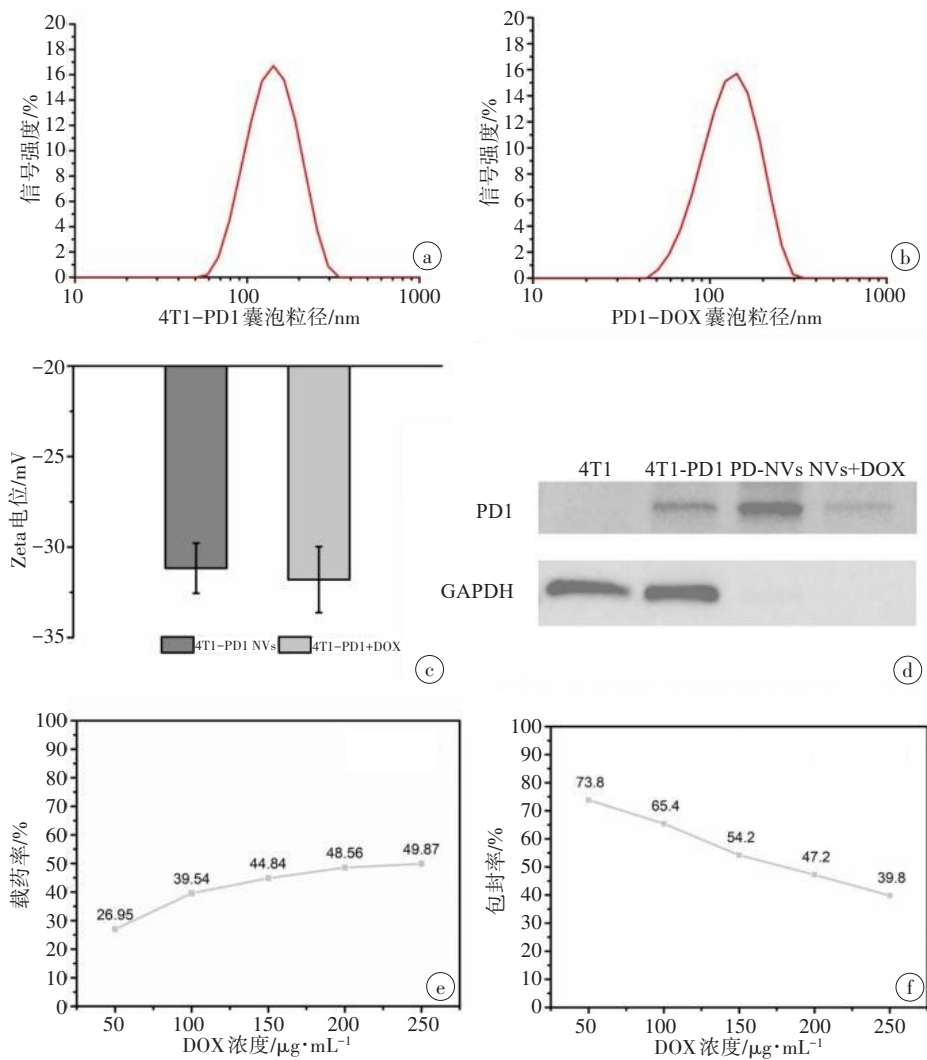 20
18
16
14
12
10
8
6
4
2
0
信号强度/%
10
100
1000
4T1-PD1囊泡粒径/nm
a
20
18
16
14
12
10
8
6
4
2
0
信号强度/%
10
100
1000
PD1-DOX囊泡粒径/nm
b
-20
-25
-30
-35
Zeta电位/mV
4T1-PD1 NVs
4T1-PD1+DOX
c
4T1 4T1-PD1 PD-NVs NVs+DOX
PD1
GAPDH
d
100
90
80
70
60
50
40
30
20
10
0
载药率/%
26.95
39.54
44.84
48.56
49.87
50 100 150 200 250
DOX浓度/μg·mL⁻¹
e
100
90
80
70
60
50
40
30
20
10
0
包封率/%
73.8
65.4
54.2
47.2
39.8
50 100 150 200 250
DOX浓度/μg·mL⁻¹
f